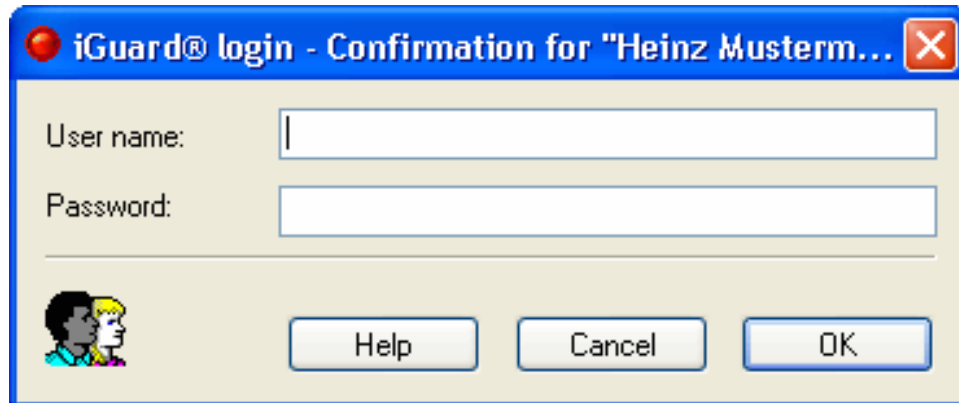 iGuard® login - Confirmation for "Heinz Musterm...
User name:
Password:
Help Cancel OK